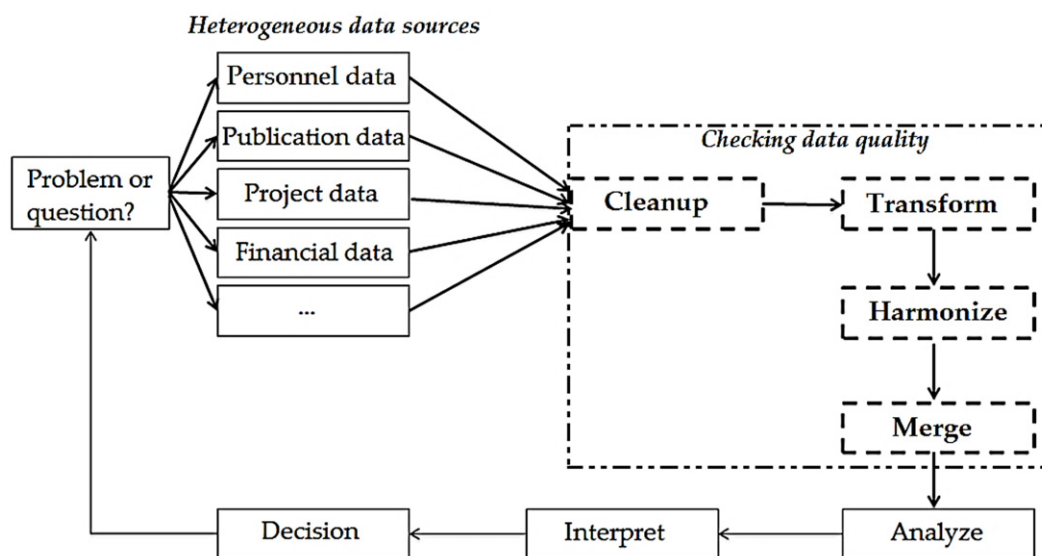 Heterogeneous data sources
Personnel data
Publication data
Checking data quality
Problem or
question?
Project data
Cleanup
Transform
Financial data
...
Harmonize
Merge
Decision
Interpret
Analyze